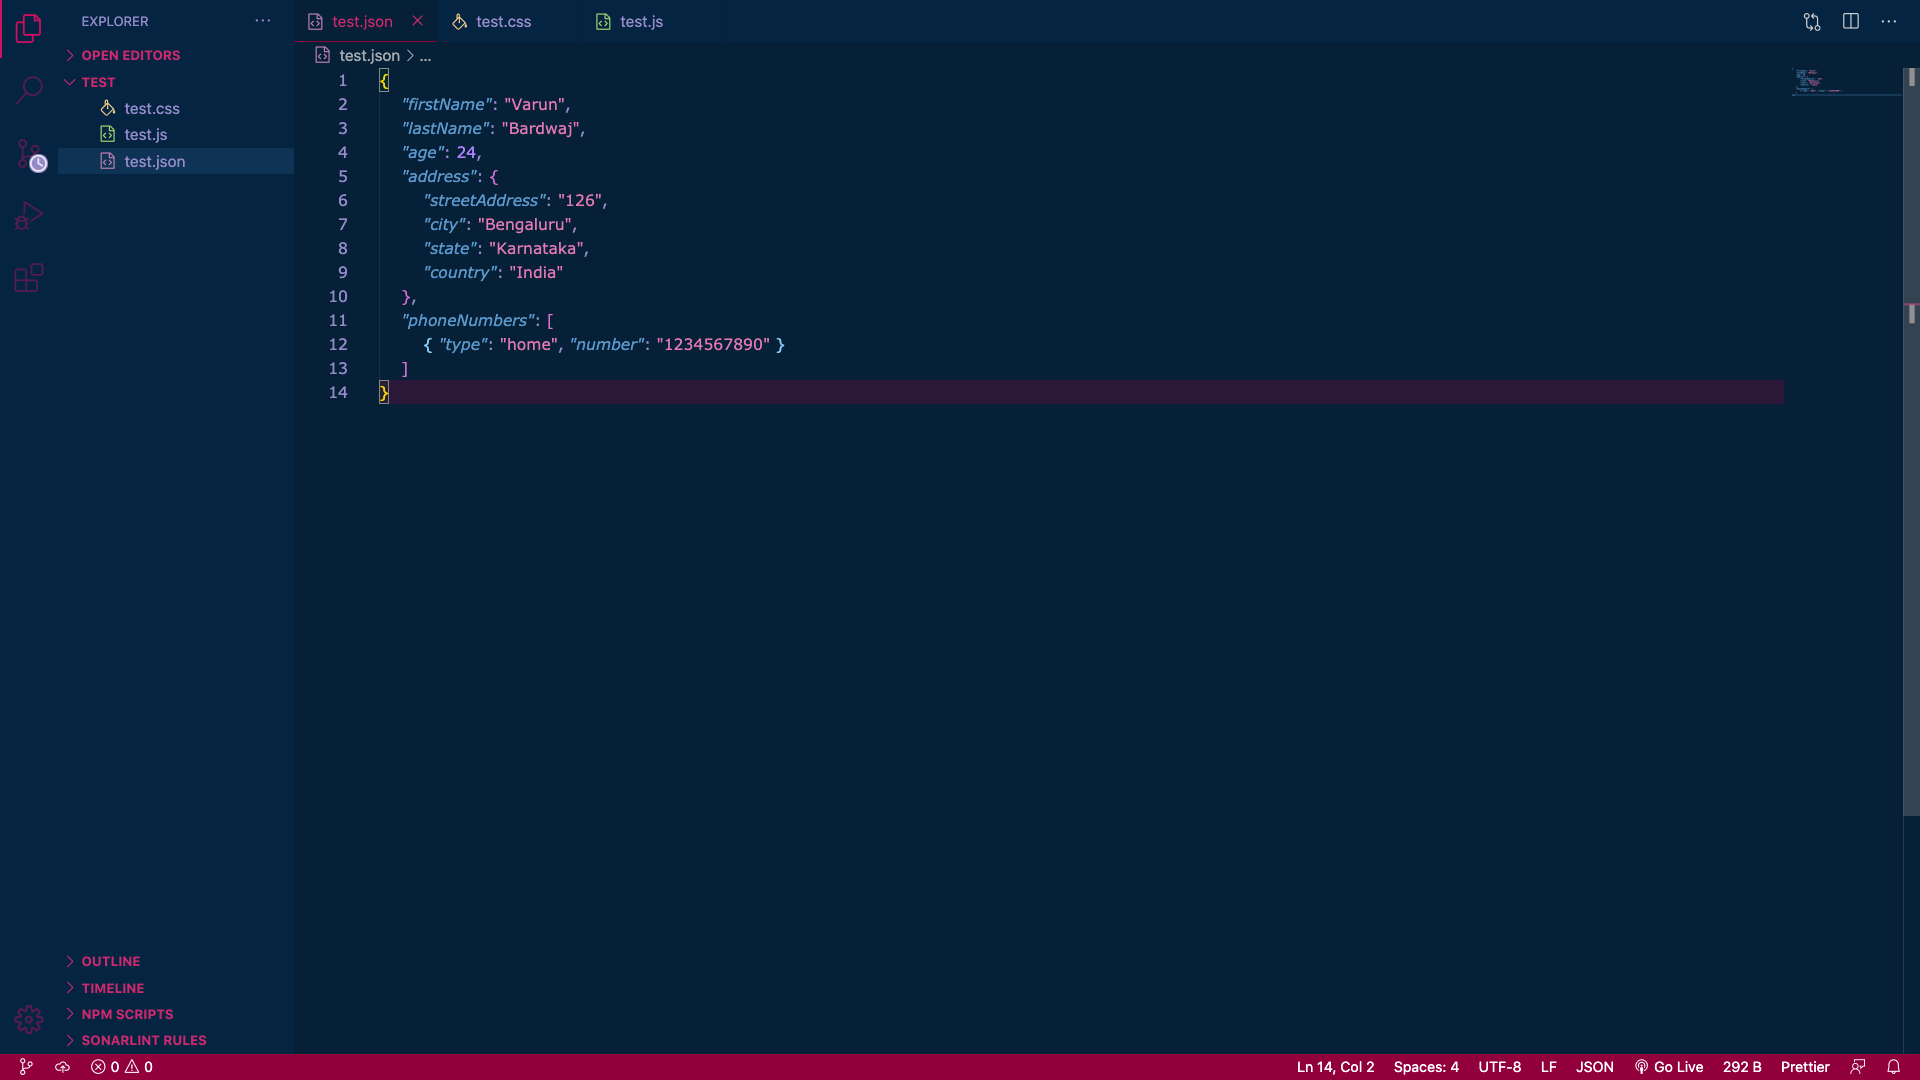 EXPLORER
OPEN EDITORS
TEST
test.css
test.js
test.json
OUTLINE
TIMELINE
NPM SCRIPTS
SONARLINT RULES
test.json test.css test.js
test.json > ...
1 {
2 "firstName": "Varun",
3 "lastName": "Bardwaj",
4 "age": 24,
5 "address": {
6 "streetAddress": "126",
7 "city": "Bengaluru",
8 "state": "Karnataka",
9 "country": "India"
10 },
11 "phoneNumbers": [
12 { "type": "home", "number": "1234567890" }
13 ]
14 }
0 0 Ln 14, Col 2 Spaces: 4 UTF-8 LF JSON Go Live 292 B Prettier